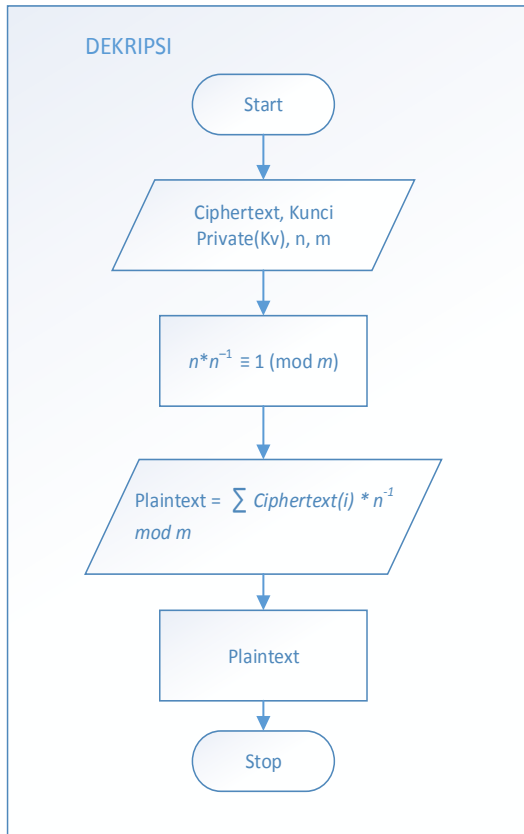 DEKRIPSI
Start
Ciphertext, Kunci
Private(Kv), n, m
n*n⁻¹ ≡ 1 (mod m)
Plaintext = ∑ Ciphertext(i) * n⁻¹
mod m
Plaintext
Stop